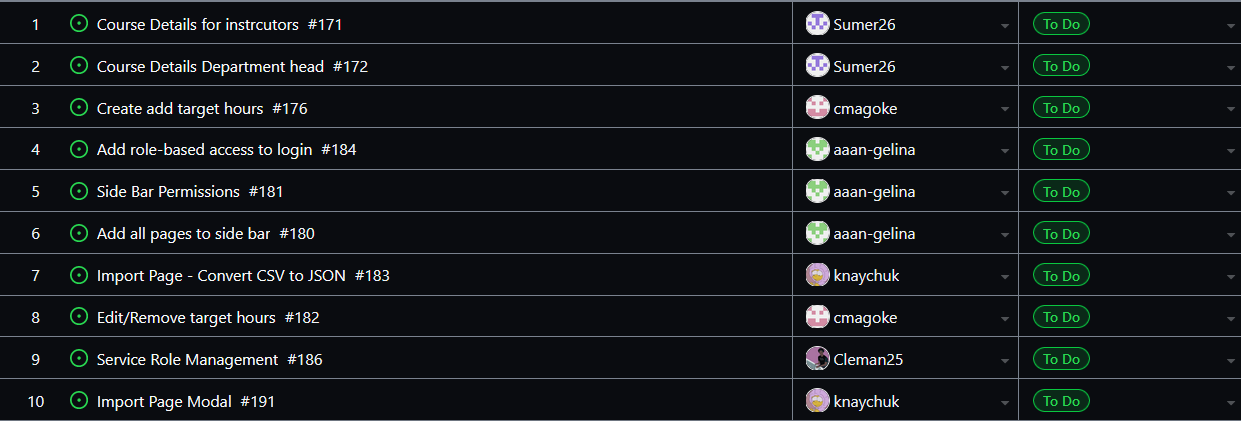 1 Course Details for instrcutors #171 Sumer26 To Do
2 Course Details Department head #172 Sumer26 To Do
3 Create add target hours #176 cmagoke To Do
4 Add role-based access to login #184 aaan-gelina To Do
5 Side Bar Permissions #181 aaan-gelina To Do
6 Add all pages to side bar #180 aaan-gelina To Do
7 Import Page - Convert CSV to JSON #183 knaychuk To Do
8 Edit/Remove target hours #182 cmagoke To Do
9 Service Role Management #186 Cleman25 To Do
10 Import Page Modal #191 knaychuk To Do